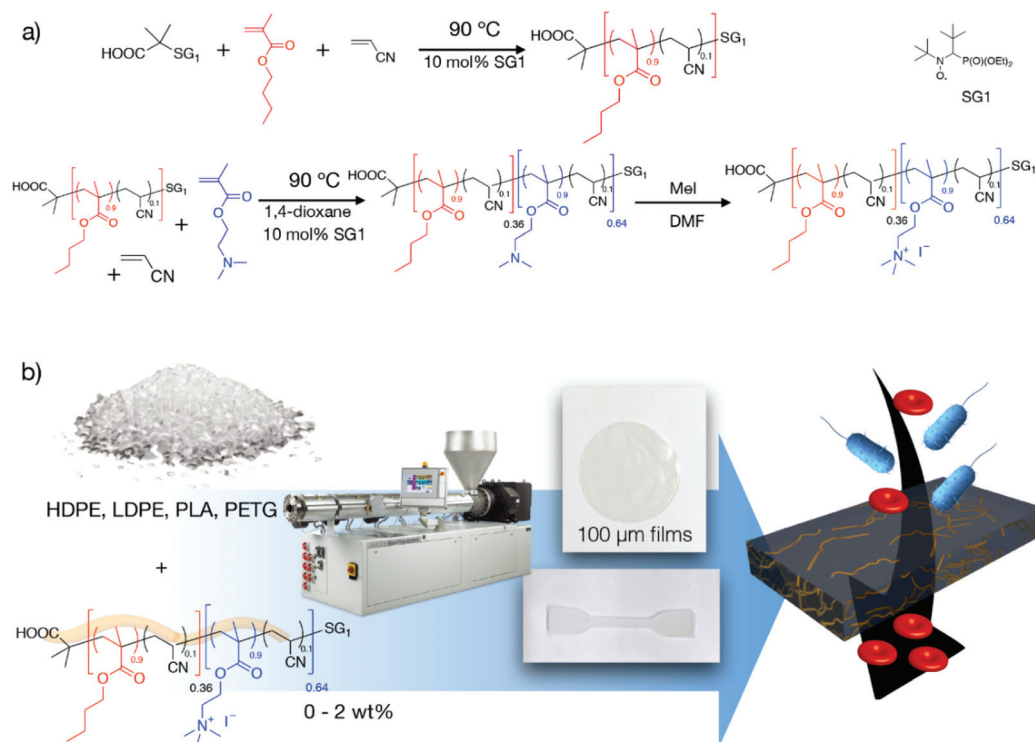 a)
HOOC
SG1
+
O
O
+
CN
90 ºC
10 mol% SG1
HOOC
SG1
0.9
0.1
O
O
CN
N
O•
P(O)(OEt)2
SG1
HOOC
SG1
0.9
0.1
O
O
CN
+
O
O
N
+
CN
90 ºC
1,4-dioxane
10 mol% SG1
HOOC
SG1
0.9
0.1
0.9
0.1
O
O
CN
O
O
CN
0.36
0.64
N
MeI
DMF
HOOC
SG1
0.9
0.1
0.9
0.1
O
O
CN
O
O
CN
0.36
0.64
N+ I−
b)
HDPE, LDPE, PLA, PETG
+
100 µm films
HOOC
SG1
0.9
0.1
0.9
0.1
O
O
CN
O
O
CN
0.36
0.64
N+ I−
0 - 2 wt%